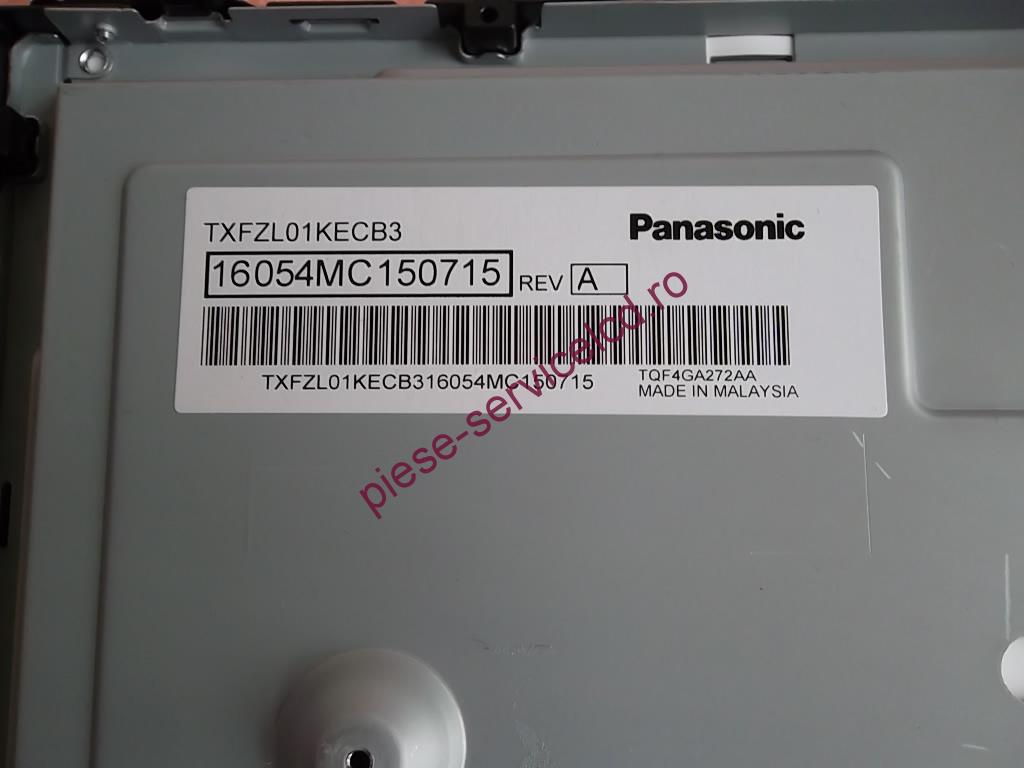 TXFZL01KECB3
Panasonic
16054MC150715 REV A
TXFZL01KECB316054MC150715
TQF4GA272AA
MADE IN MALAYSIA
piese-servicelcd.ro